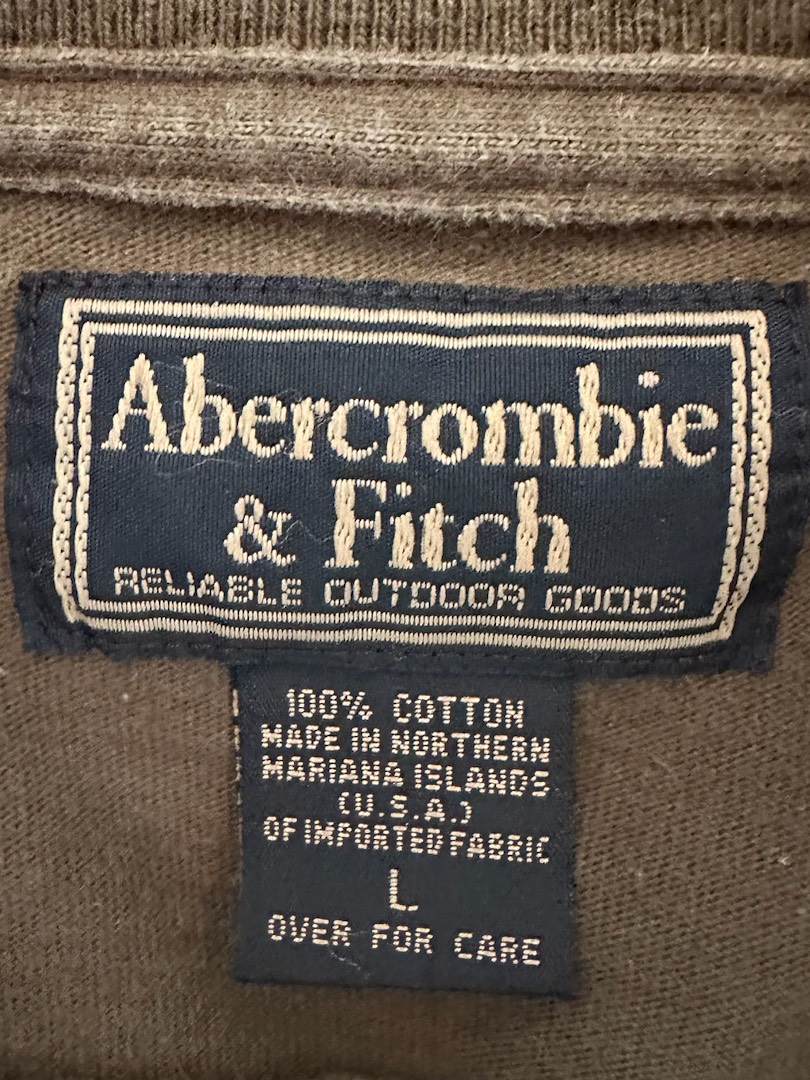 Abercrombie
& Fitch
RELIABLE OUTDOOR GOODS
100% COTTON
MADE IN NORTHERN
MARIANA ISLANDS
(U.S.A.)
OF IMPORTED FABRIC
L
OVER FOR CARE